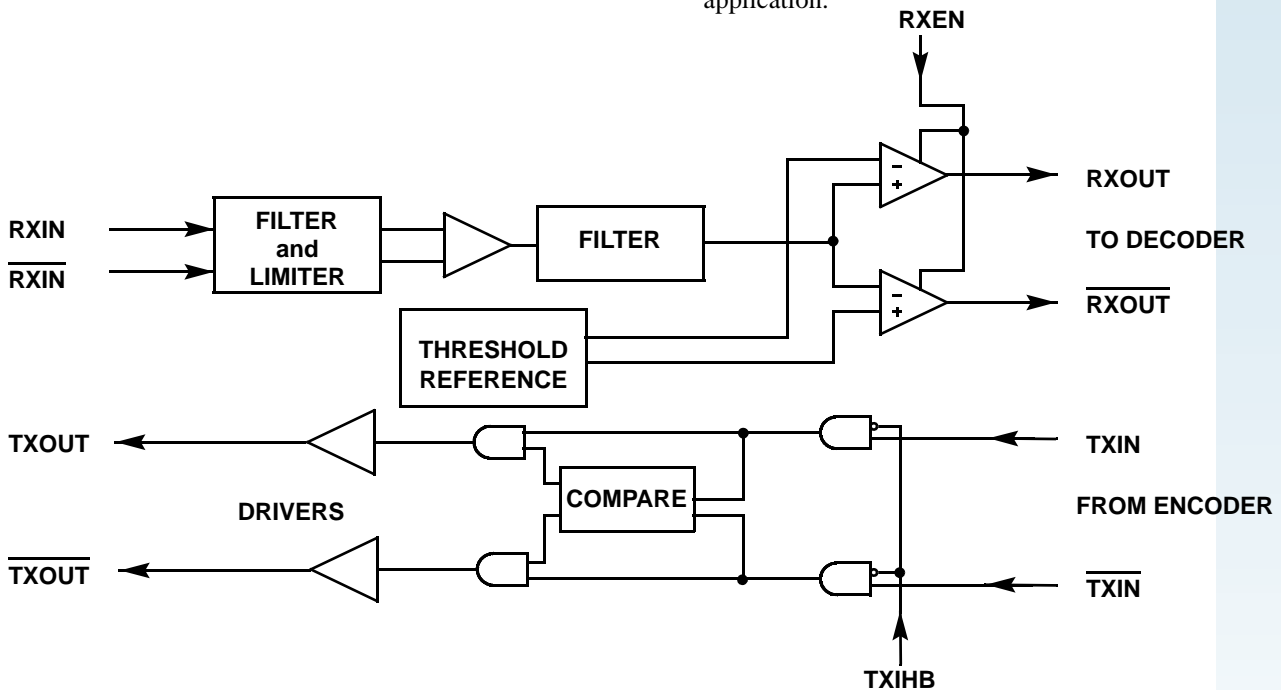 application.
RXEN
RXIN
RXIN
FILTER
and
LIMITER
FILTER
-
+
-
+
RXOUT
TO DECODER
RXOUT
THRESHOLD
REFERENCE
TXOUT
DRIVERS
TXOUT
COMPARE
TXIN
FROM ENCODER
TXIN
TXIHB